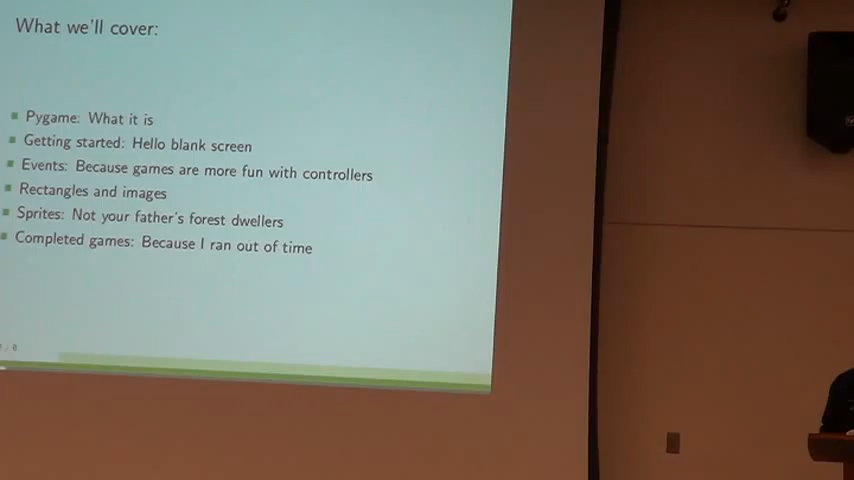 What we'll cover:
Pygame: What it is
Getting started: Hello blank screen
Events: Because games are more fun with controllers
Rectangles and images
Sprites: Not your father's forest dwellers
Completed games: Because I ran out of time
/ 6